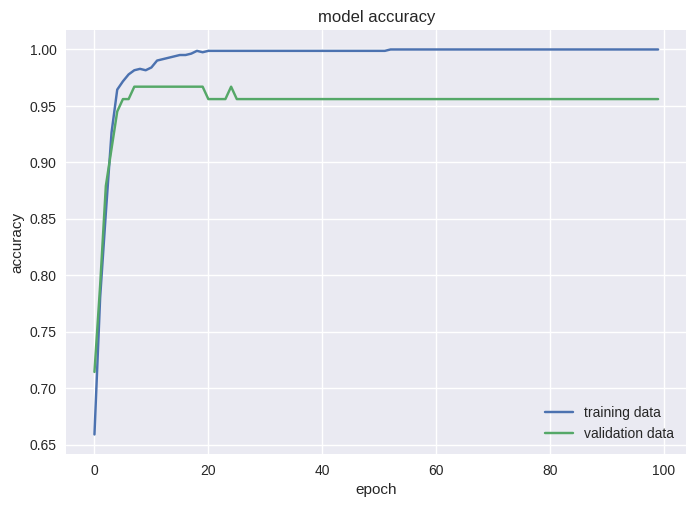 model accuracy
1.00
0.95
0.90
0.85
0.80
0.75
0.70
0.65
accuracy
training data
validation data
0 20 40 60 80 100
epoch